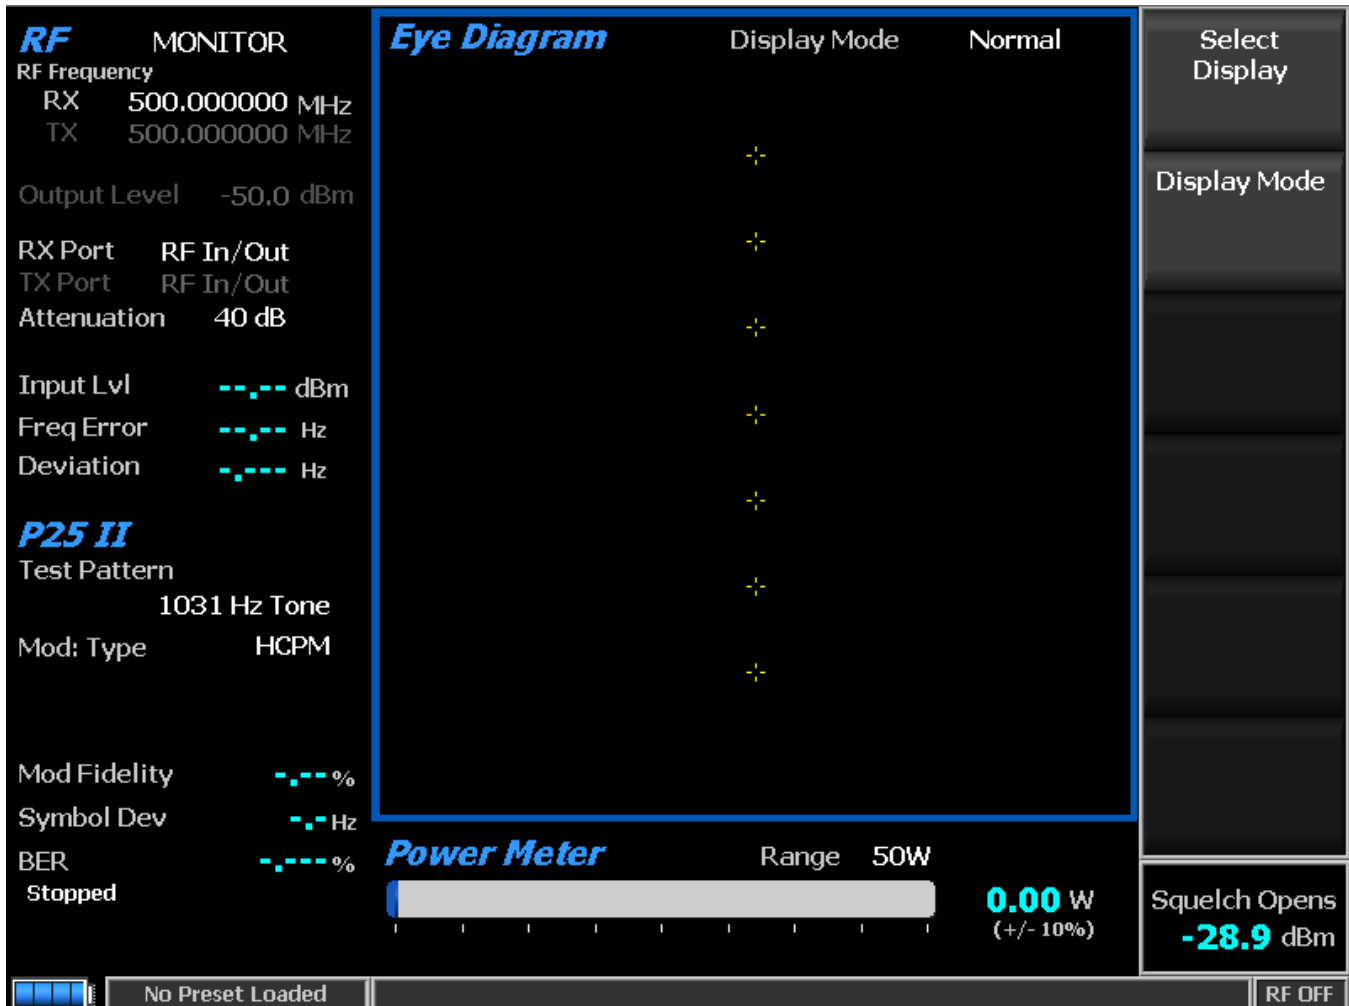 RF MONITOR
RF Frequency
RX 500.000000 MHz
TX 500.000000 MHz
Output Level -50.0 dBm
RX Port RF In/Out
TX Port RF In/Out
Attenuation 40 dB
Input Lvl --.-- dBm
Freq Error --.-- Hz
Deviation -.--- Hz
P25 II
Test Pattern
1031 Hz Tone
Mod: Type HCPM
Mod Fidelity -.--%
Symbol Dev -.-Hz
BER -.---%
Stopped
Eye Diagram Display Mode Normal
Power Meter Range 50W
0.00 W
(+/- 10%)
Select
Display
Display Mode
Squelch Opens
-28.9 dBm
No Preset Loaded
RF OFF